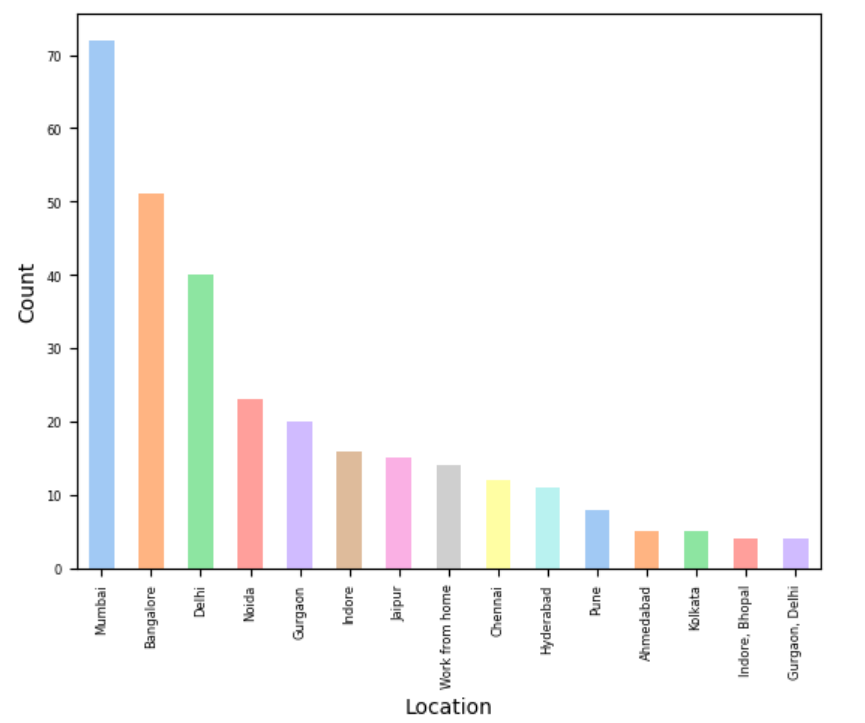 70
60
50
40
30
20
10
0
Count
Mumbai
Bangalore
Delhi
Noida
Gurgaon
Indore
Jaipur
Work from home
Chennai
Hyderabad
Pune
Ahmedabad
Kolkata
Indore, Bhopal
Gurgaon, Delhi
Location